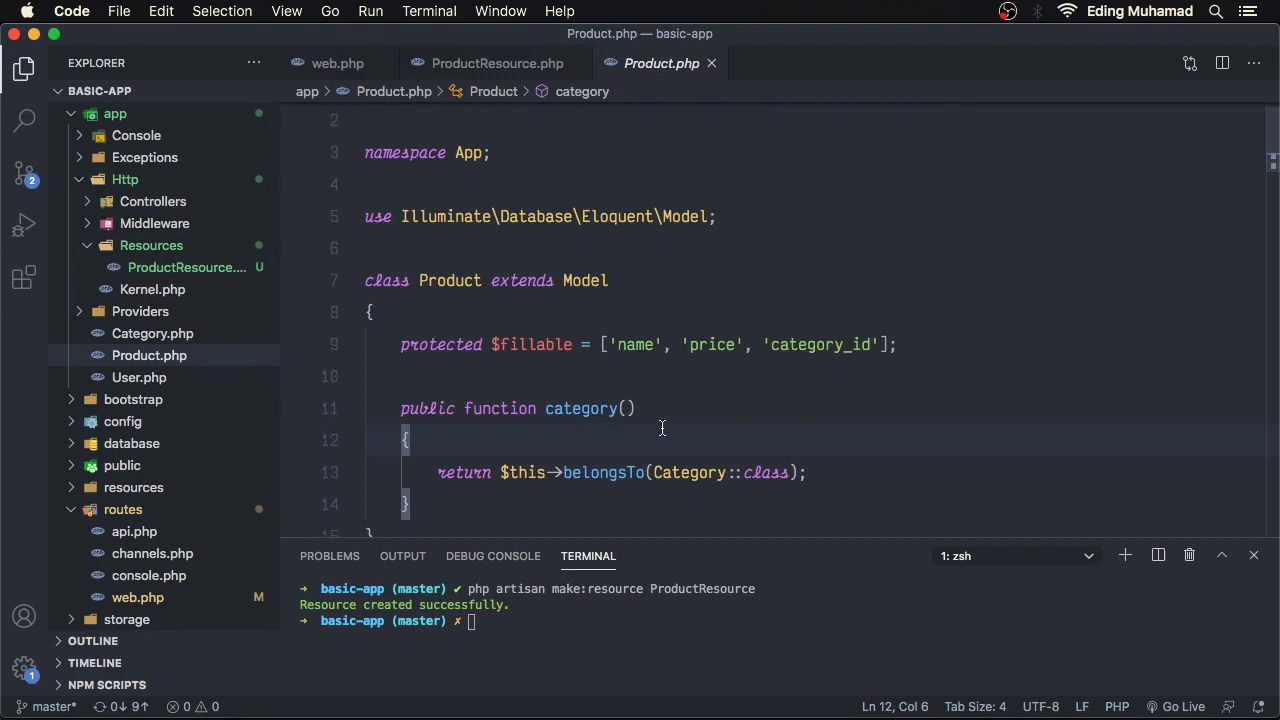 Code File Edit Selection View Go Run Terminal Window Help Eding Muhamad
Product.php — basic-app
EXPLORER
web.php
ProductResource.php
Product.php
BASIC-APP
app > Product.php > Product > category
app
Console
Exceptions
Http
Controllers
Middleware
Resources
ProductResource.... U
Kernel.php
Providers
Category.php
Product.php
User.php
bootstrap
config
database
public
resources
routes
api.php
channels.php
console.php
web.php M
storage
OUTLINE
TIMELINE
NPM SCRIPTS
2
1
2
3 namespace App;
4
5 use Illuminate\Database\Eloquent\Model;
6
7 class Product extends Model
8 {
9 protected $fillable = ['name', 'price', 'category_id'];
10
11 public function category()
12 {
13 return $this->belongsTo(Category::class);
14 }
15 }
PROBLEMS OUTPUT DEBUG CONSOLE TERMINAL 1: zsh
→ basic-app (master) ✔ php artisan make:resource ProductResource
Resource created successfully.
→ basic-app (master) ✗
master* 0↓ 9↑ 0 0 Ln 12, Col 6 Tab Size: 4 UTF-8 LF PHP Go Live